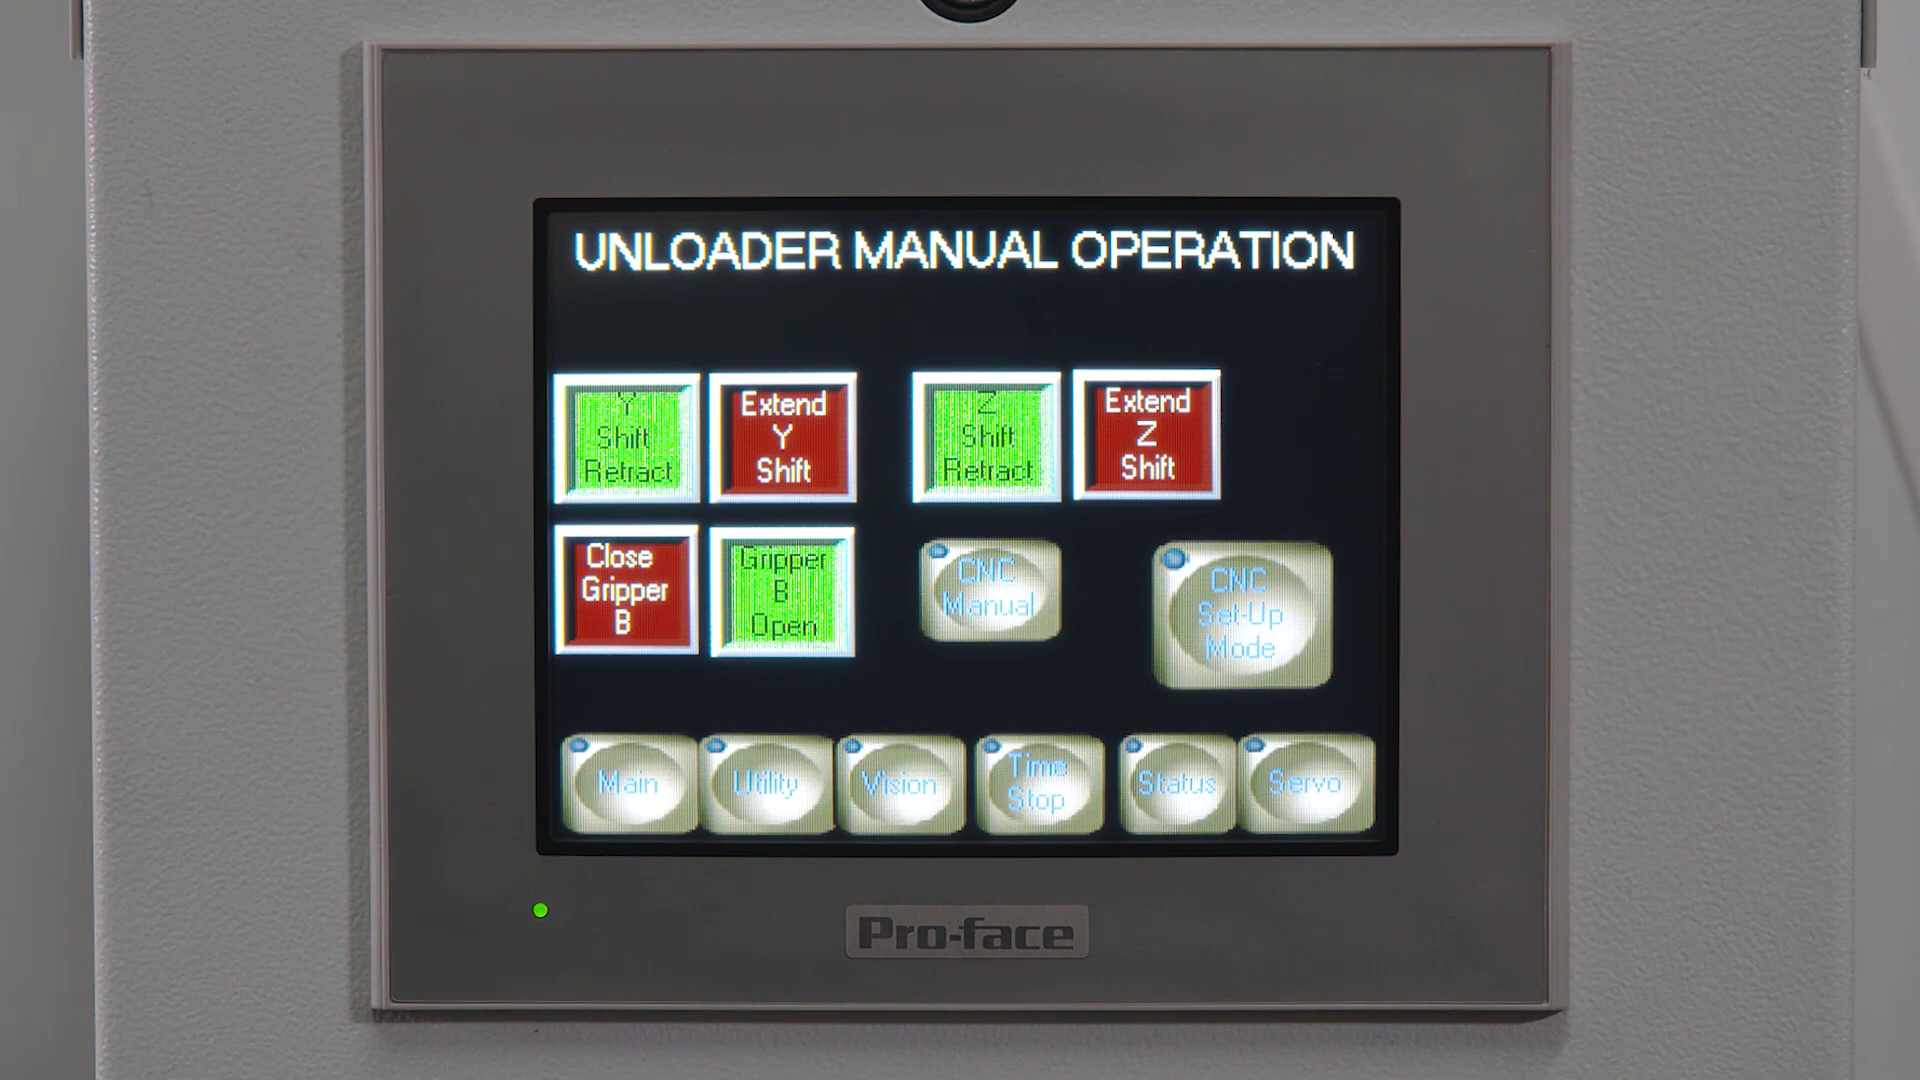 UNLOADER MANUAL OPERATION
Y
Shift
Retract
Extend
Y
Shift
Z
Shift
Retract
Extend
Z
Shift
Close
Gripper
B
Gripper
B
Open
CNC
Manual
CNC
Set-Up
Mode
Main
Utility
Vision
Time
Stop
Status
Servo
Pro-face